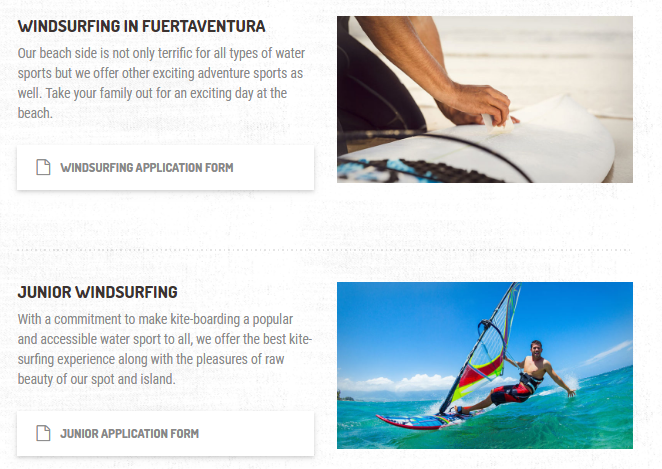 WINDSURFING IN FUERTAVENTURA
Our beach side is not only terrific for all types of water
sports but we offer other exciting adventure sports as
well. Take your family out for an exciting day at the
beach.
WINDSURFING APPLICATION FORM
JUNIOR WINDSURFING
With a commitment to make kite-boarding a popular
and accessible water sport to all, we offer the best kite-
surfing experience along with the pleasures of raw
beauty of our spot and island.
JUNIOR APPLICATION FORM